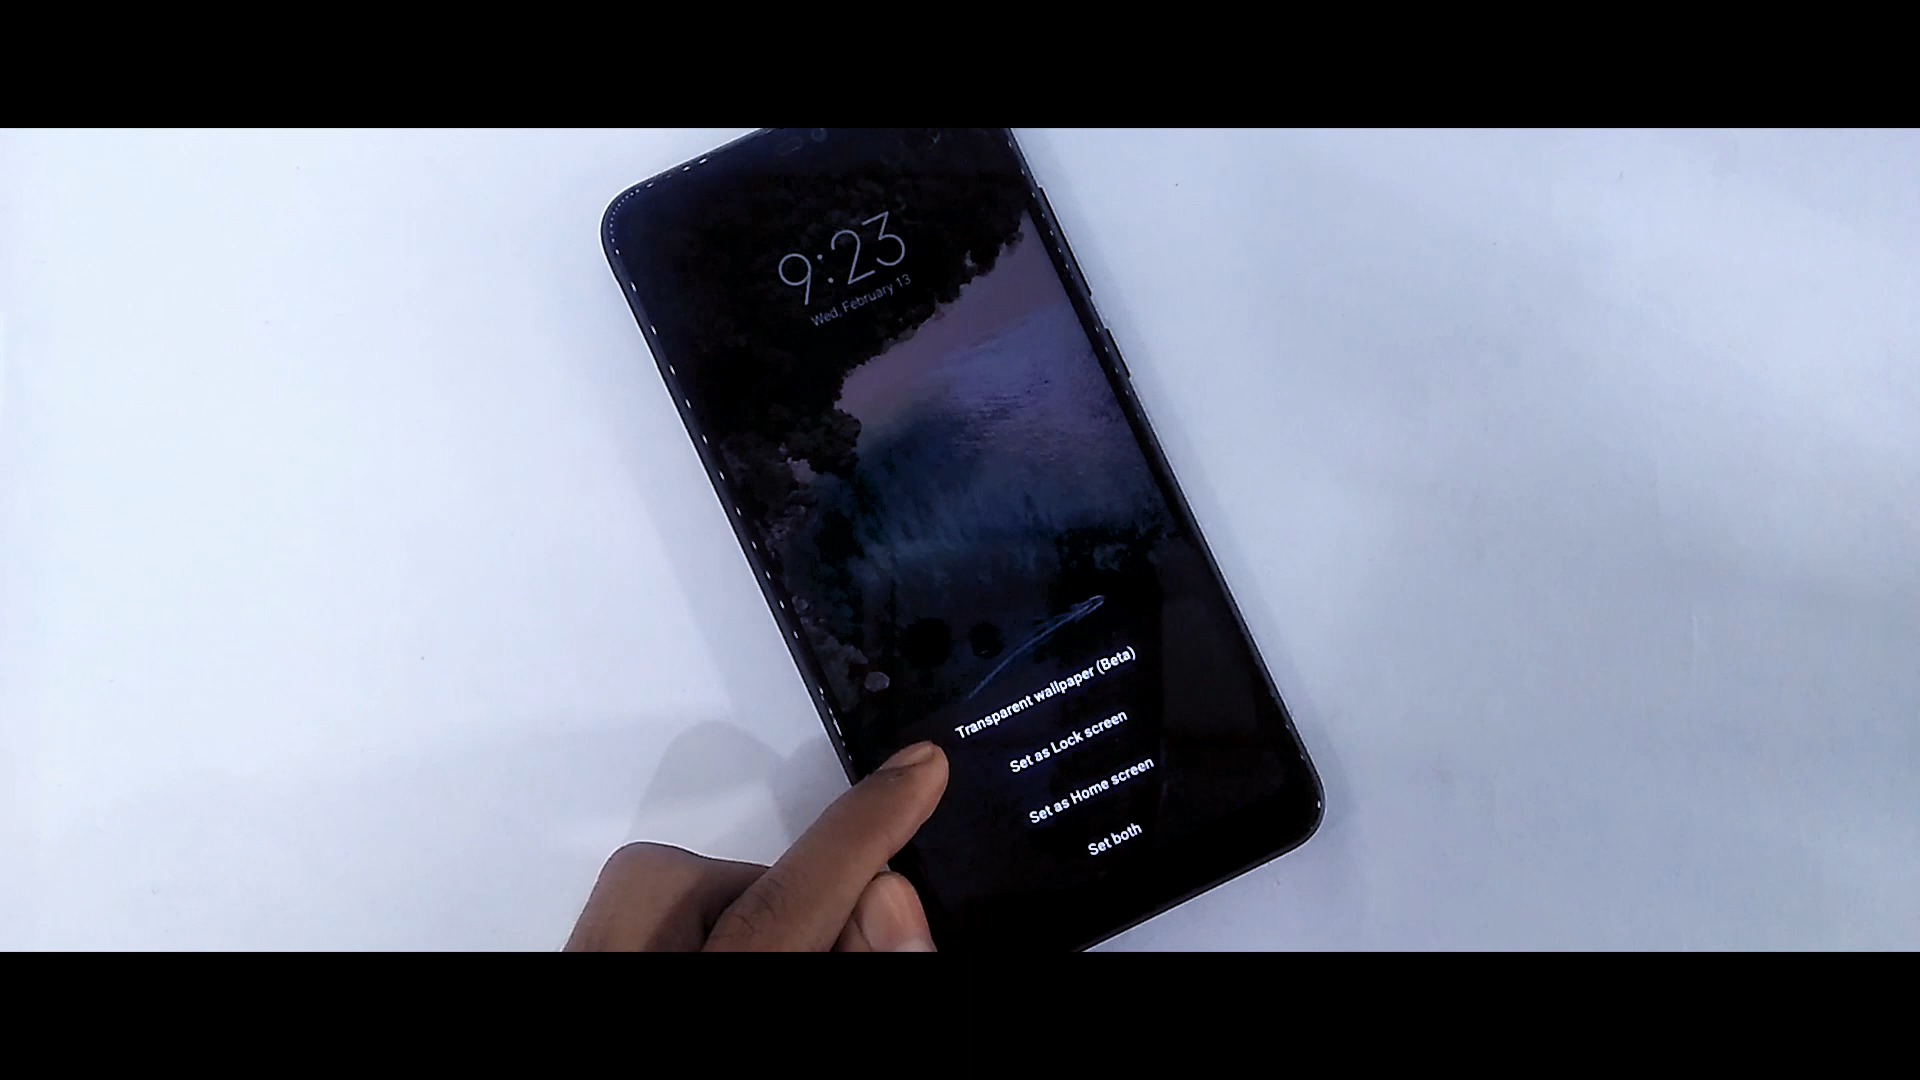 9:23
Wed, February 13
Transparent wallpaper (Beta)
Set as Lock screen
Set as Home screen
Set both